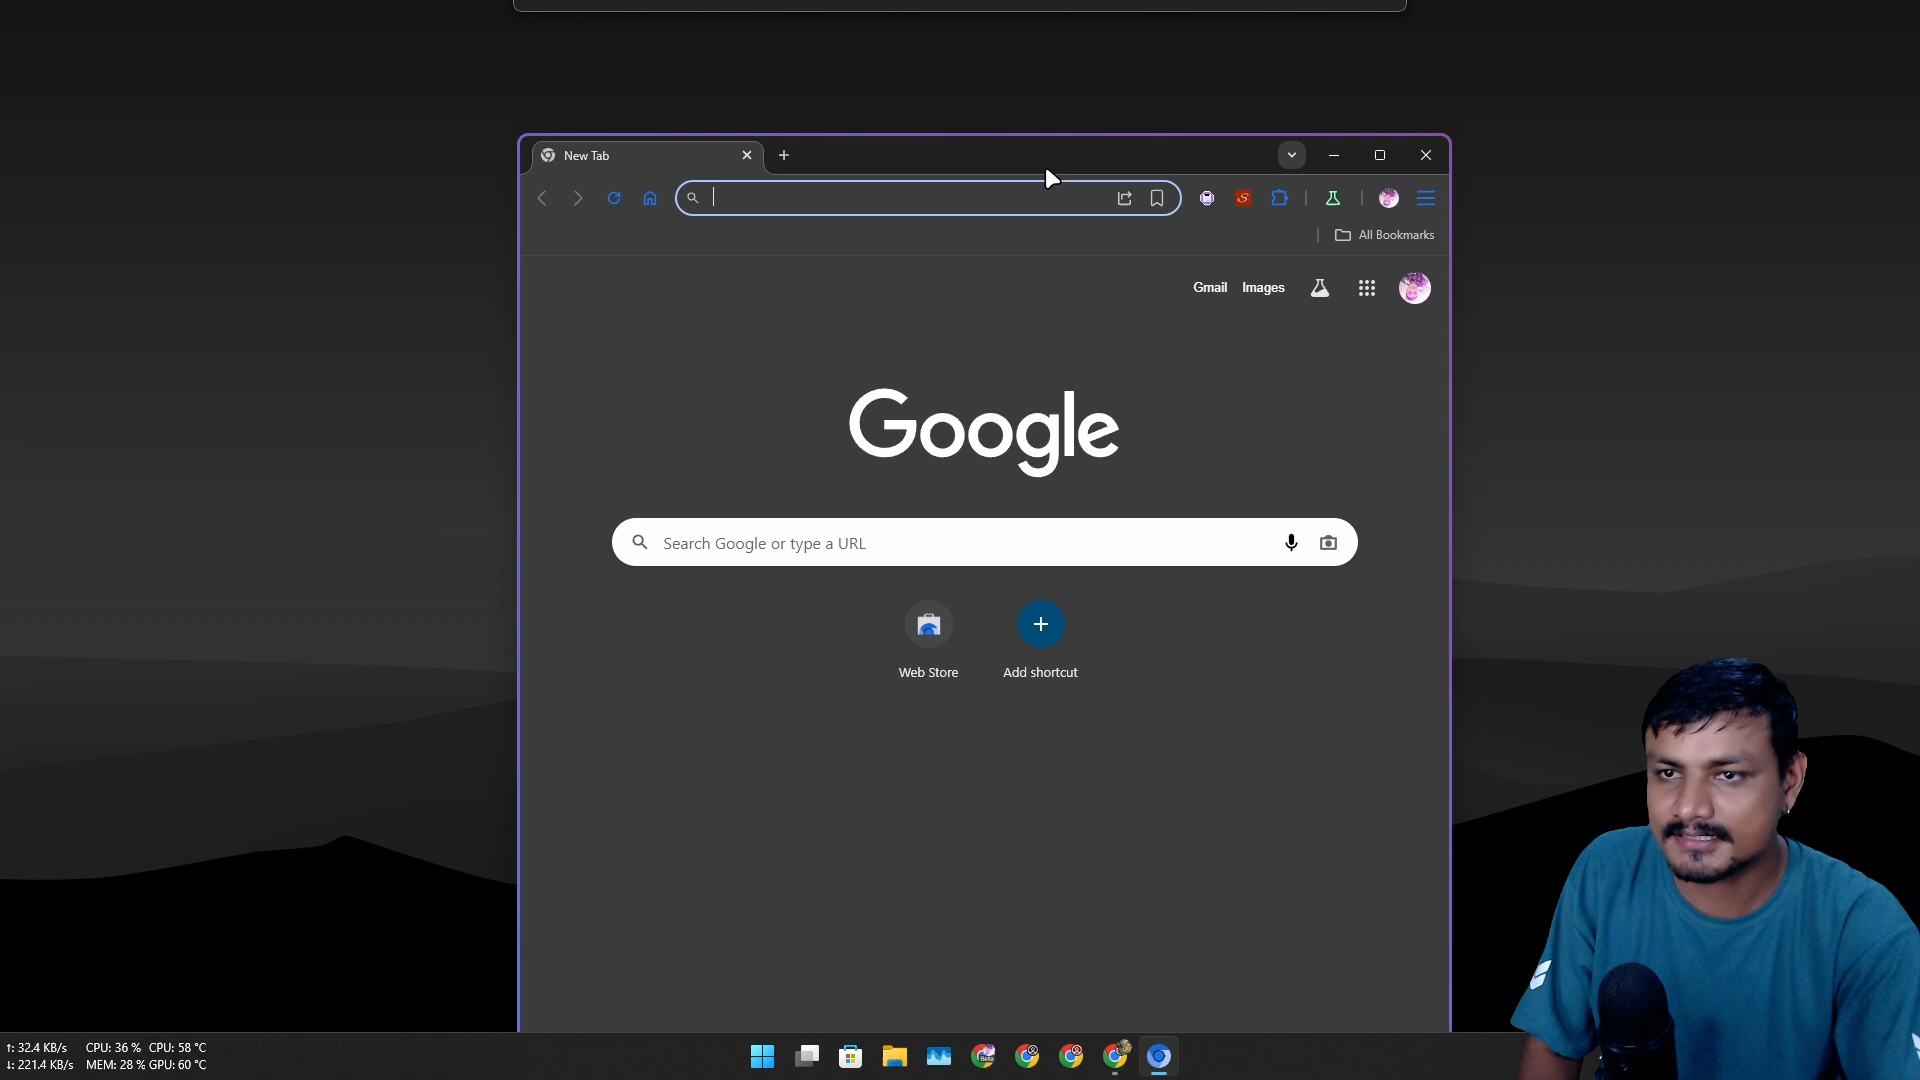 New Tab
All Bookmarks
Gmail Images
Google
Search Google or type a URL
Web Store Add shortcut
↑: 32.4 KB/s CPU: 36 % CPU: 58 °C
↓: 221.4 KB/s MEM: 28 % GPU: 60 °C
Beta